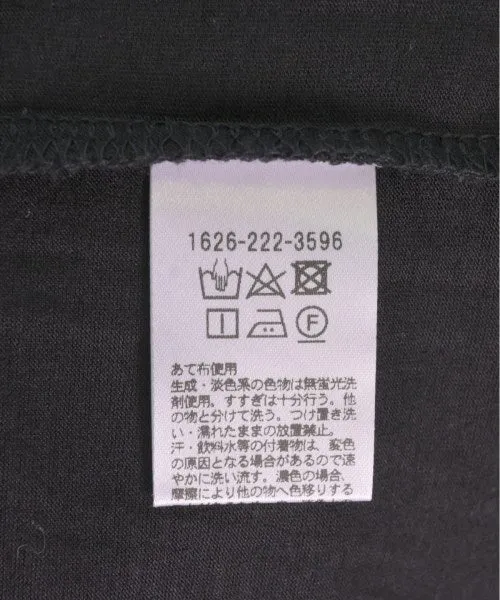 1626-222-3596
F
あて布使用
生成・淡色系の色物は無蛍光洗
剤使用。すすぎは十分行う。他
の物と分けて洗う。つけ置き洗
い・濡れたままの放置禁止。
汗・飲料水等の付着物は、変色
の原因となる場合があるので速
やかに洗い流す。濃色の場合、
摩擦により他の物へ色移りする